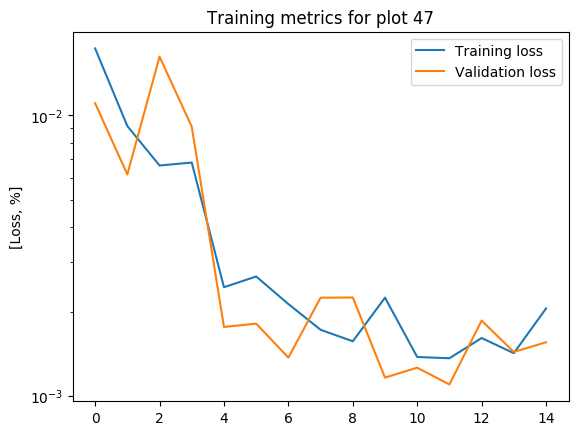 Training metrics for plot 47
Training loss
Validation loss
[Loss, %]
10⁻²
10⁻³
0 2 4 6 8 10 12 14